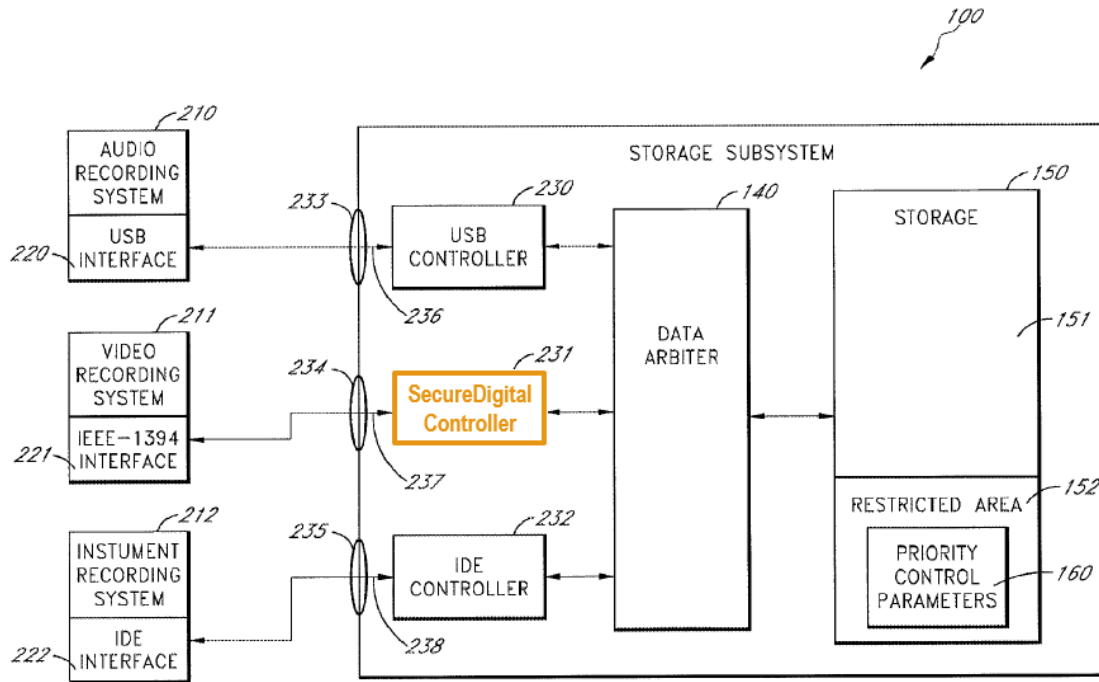 100
210
AUDIO
RECORDING
SYSTEM
USB
INTERFACE
220
233
236
STORAGE SUBSYSTEM
230
USB
CONTROLLER
140
DATA
ARBITER
150
STORAGE
151
211
VIDEO
RECORDING
SYSTEM
IEEE-1394
INTERFACE
221
234
237
231
SecureDigital
Controller
212
INSTUMENT
RECORDING
SYSTEM
IDE
INTERFACE
222
235
238
232
IDE
CONTROLLER
152
RESTRICTED AREA
PRIORITY
CONTROL
PARAMETERS
160